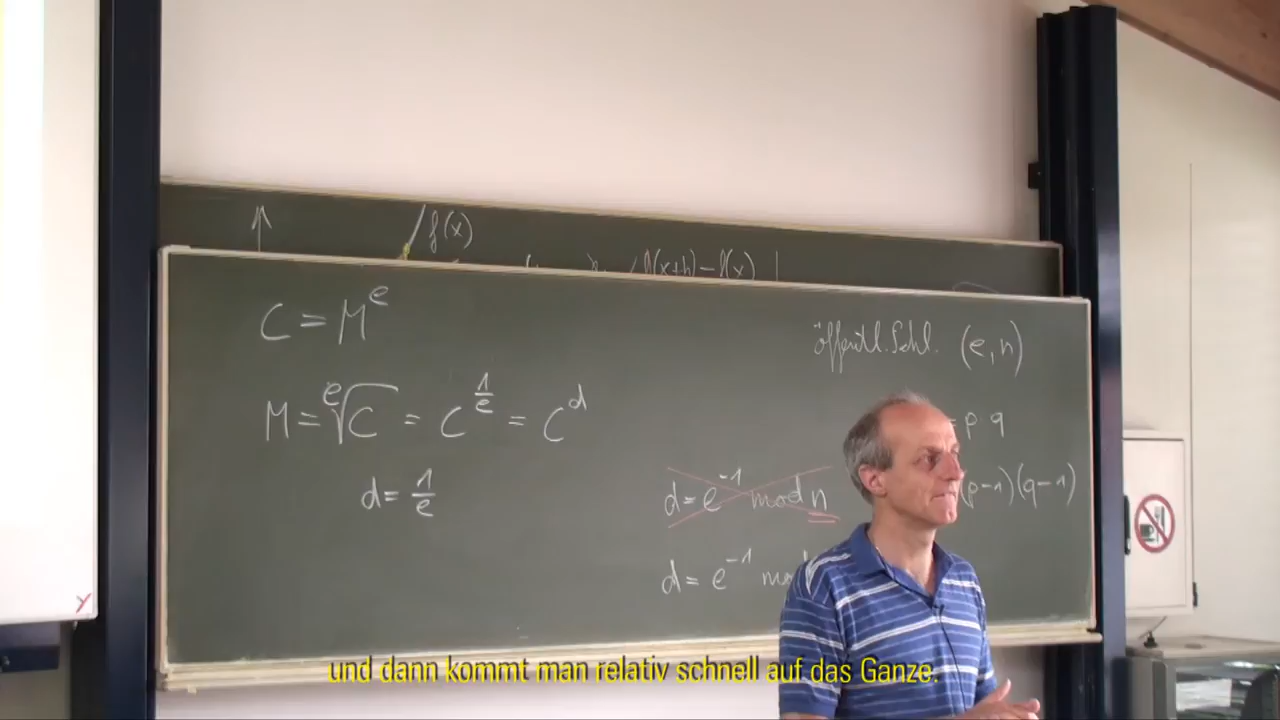 f(x)
f(x+h)-f(x)
C = M^e
öffentl. Schl. (e, n)
M = ᵉ√C = C^(1/e) = C^d
= p q
d = 1/e
d = e^-1 mod n
(p-1)(q-1)
d = e^-1
und dann kommt man relativ schnell auf das Ganze.